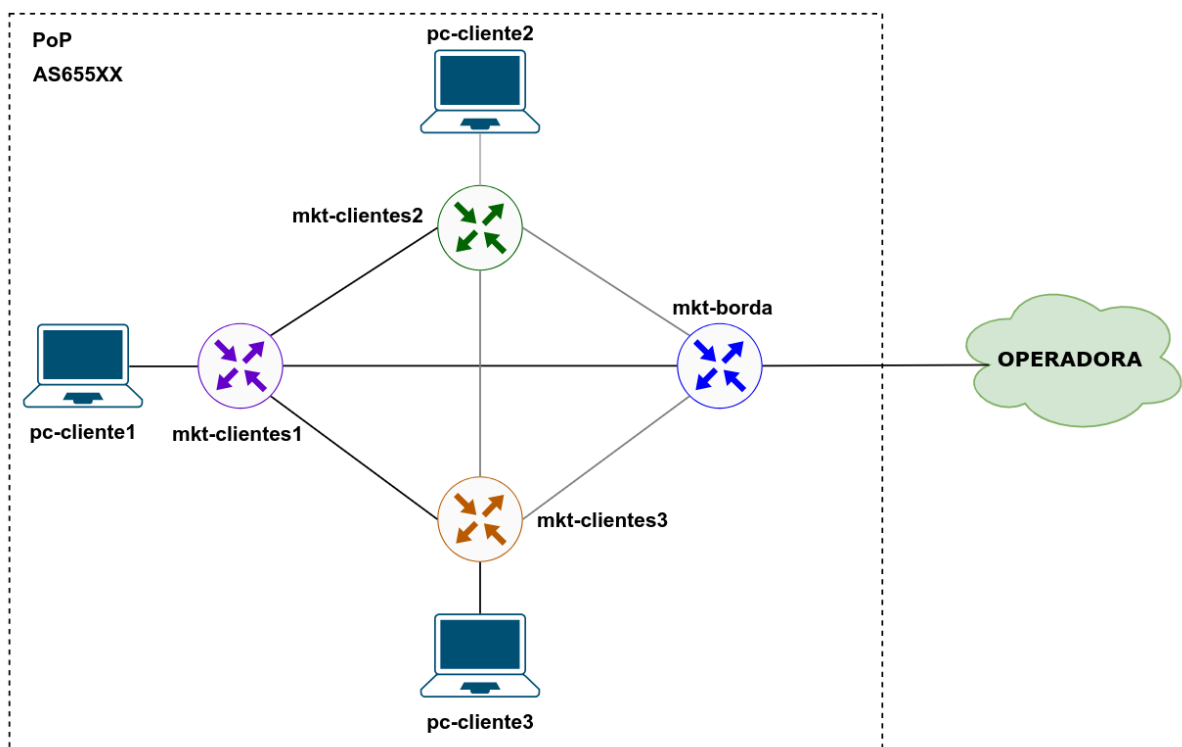 PoP
AS655XX
pc-cliente2
mkt-clientes2
mkt-borda
OPERADORA
pc-cliente1
mkt-clientes1
mkt-clientes3
pc-cliente3